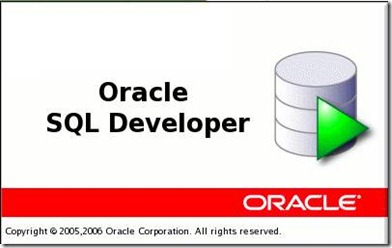 Oracle
SQL Developer
ORACLE®
Copyright © 2005,2006 Oracle Corporation. All rights reserved.